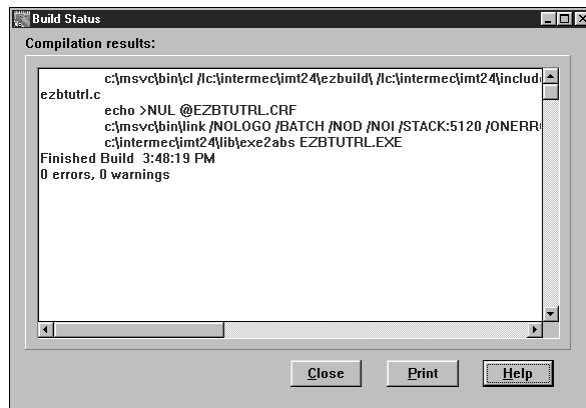 Build Status
Compilation results:
c:\msvc\bin\cl /Ic:\intermec\imt24\ezbuild\ /Ic:\intermec\imt24\includ
ezbtutrl.c
echo >NUL @EZBTUTRL.CRF
c:\msvc\bin\link /NOLOGO /BATCH /NOD /NOI /STACK:5120 /ONERR
c:\intermec\imt24\lib\exe2abs EZBTUTRL.EXE
Finished Build 3:48:19 PM
0 errors, 0 warnings
Close Print Help